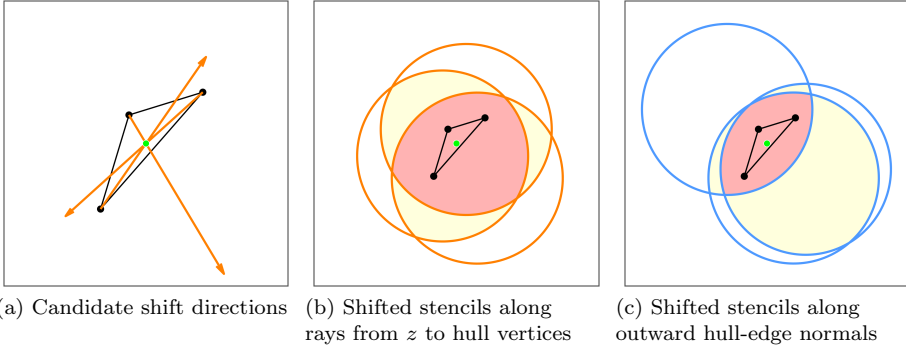 (a) Candidate shift directions
(b) Shifted stencils along
rays from z to hull vertices
(c) Shifted stencils along
outward hull-edge normals